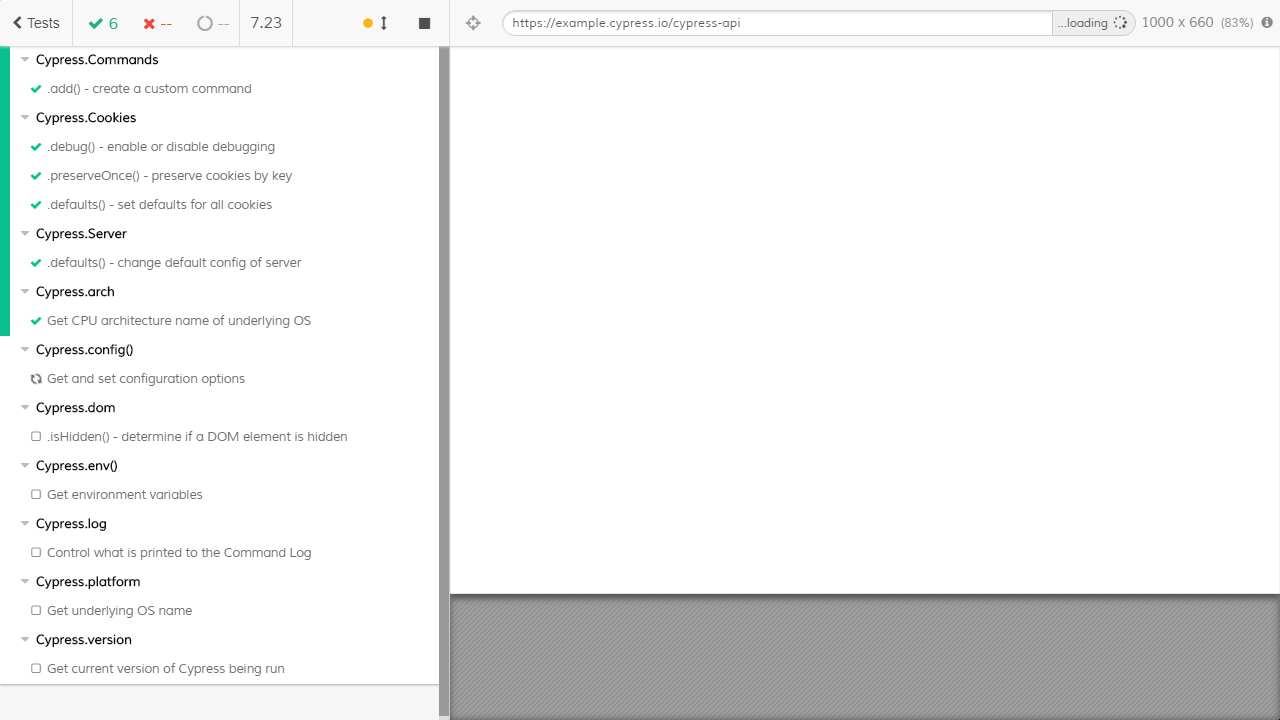 Tests 6 -- -- 7.23
https://example.cypress.io/cypress-api ...loading 1000 x 660 (83%)
Cypress.Commands
.add() - create a custom command
Cypress.Cookies
.debug() - enable or disable debugging
.preserveOnce() - preserve cookies by key
.defaults() - set defaults for all cookies
Cypress.Server
.defaults() - change default config of server
Cypress.arch
Get CPU architecture name of underlying OS
Cypress.config()
Get and set configuration options
Cypress.dom
.isHidden() - determine if a DOM element is hidden
Cypress.env()
Get environment variables
Cypress.log
Control what is printed to the Command Log
Cypress.platform
Get underlying OS name
Cypress.version
Get current version of Cypress being run